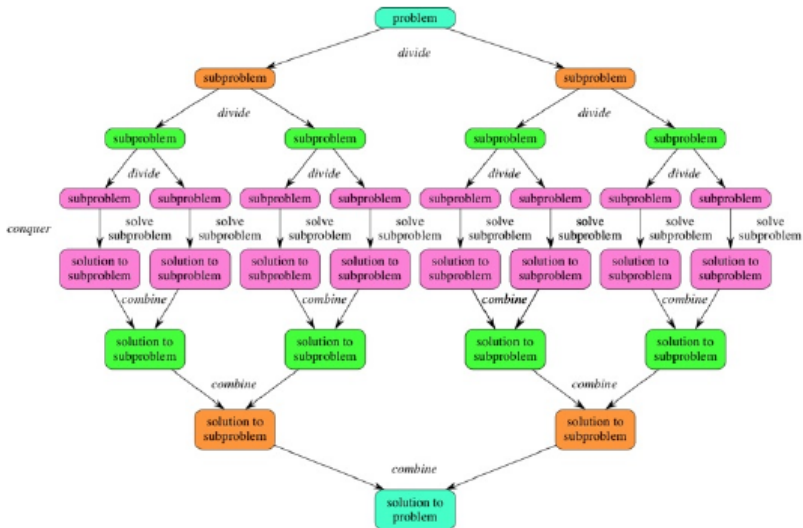 problem
divide
subproblem subproblem
divide divide
subproblem subproblem subproblem subproblem
divide divide divide divide
subproblem subproblem subproblem subproblem subproblem subproblem subproblem subproblem
conquer
solve solve solve solve solve solve solve solve
subproblem subproblem subproblem subproblem subproblem subproblem subproblem subproblem
solution to solution to solution to solution to solution to solution to solution to solution to
subproblem subproblem subproblem subproblem subproblem subproblem subproblem subproblem
combine combine combine combine
solution to solution to solution to solution to
subproblem subproblem subproblem subproblem
combine combine
solution to solution to
subproblem subproblem
combine
solution to
problem